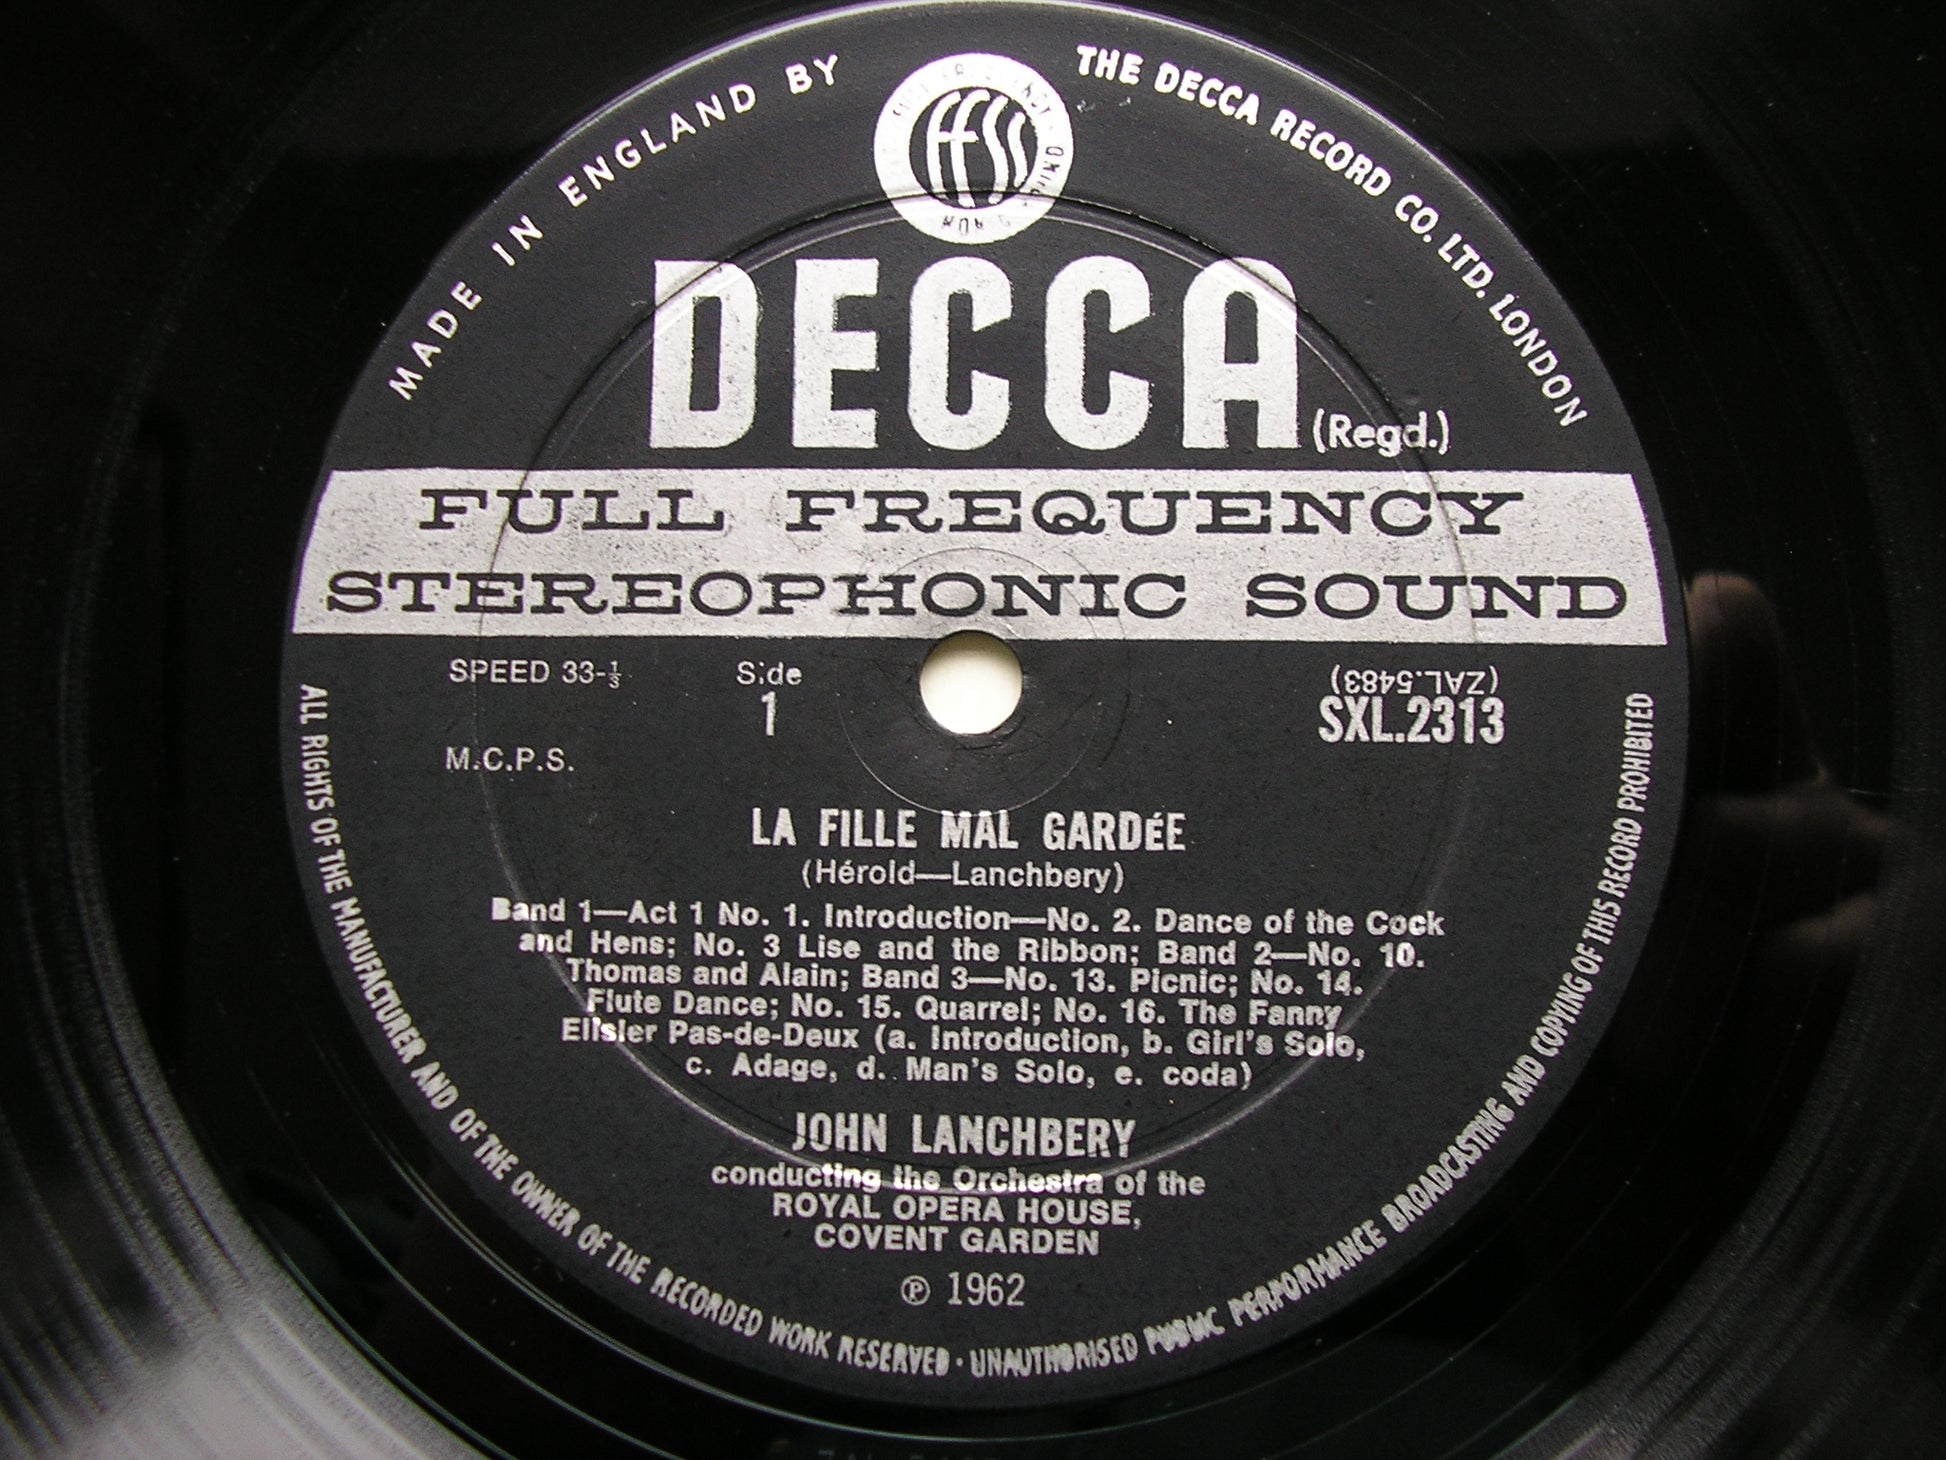 MADE IN ENGLAND BY
THE DECCA RECORD CO. LTD. LONDON
ffss
DECCA (Regd.)
FULL FREQUENCY
STEREOPHONIC SOUND
SPEED 33-⅓
Side
1
(ZAL.5483)
SXL.2313
M.C.P.S.
LA FILLE MAL GARDÉE
(Hérold—Lanchbery)
Band 1—Act 1 No. 1. Introduction—No. 2. Dance of the Cock
and Hens; No. 3 Lise and the Ribbon; Band 2—No. 10.
Thomas and Alain; Band 3—No. 13. Picnic; No. 14.
Flute Dance; No. 15. Quarrel; No. 16. The Fanny
Ellsler Pas-de-Deux (a. Introduction, b. Girl's Solo,
c. Adage, d. Man's Solo, e. coda)
JOHN LANCHBERY
conducting the Orchestra of the
ROYAL OPERA HOUSE,
COVENT GARDEN
℗ 1962
ALL RIGHTS OF THE MANUFACTURER AND OF THE OWNER OF THE RECORDED WORK RESERVED · UNAUTHORISED PUBLIC PERFORMANCE BROADCASTING AND COPYING OF THIS RECORD PROHIBITED